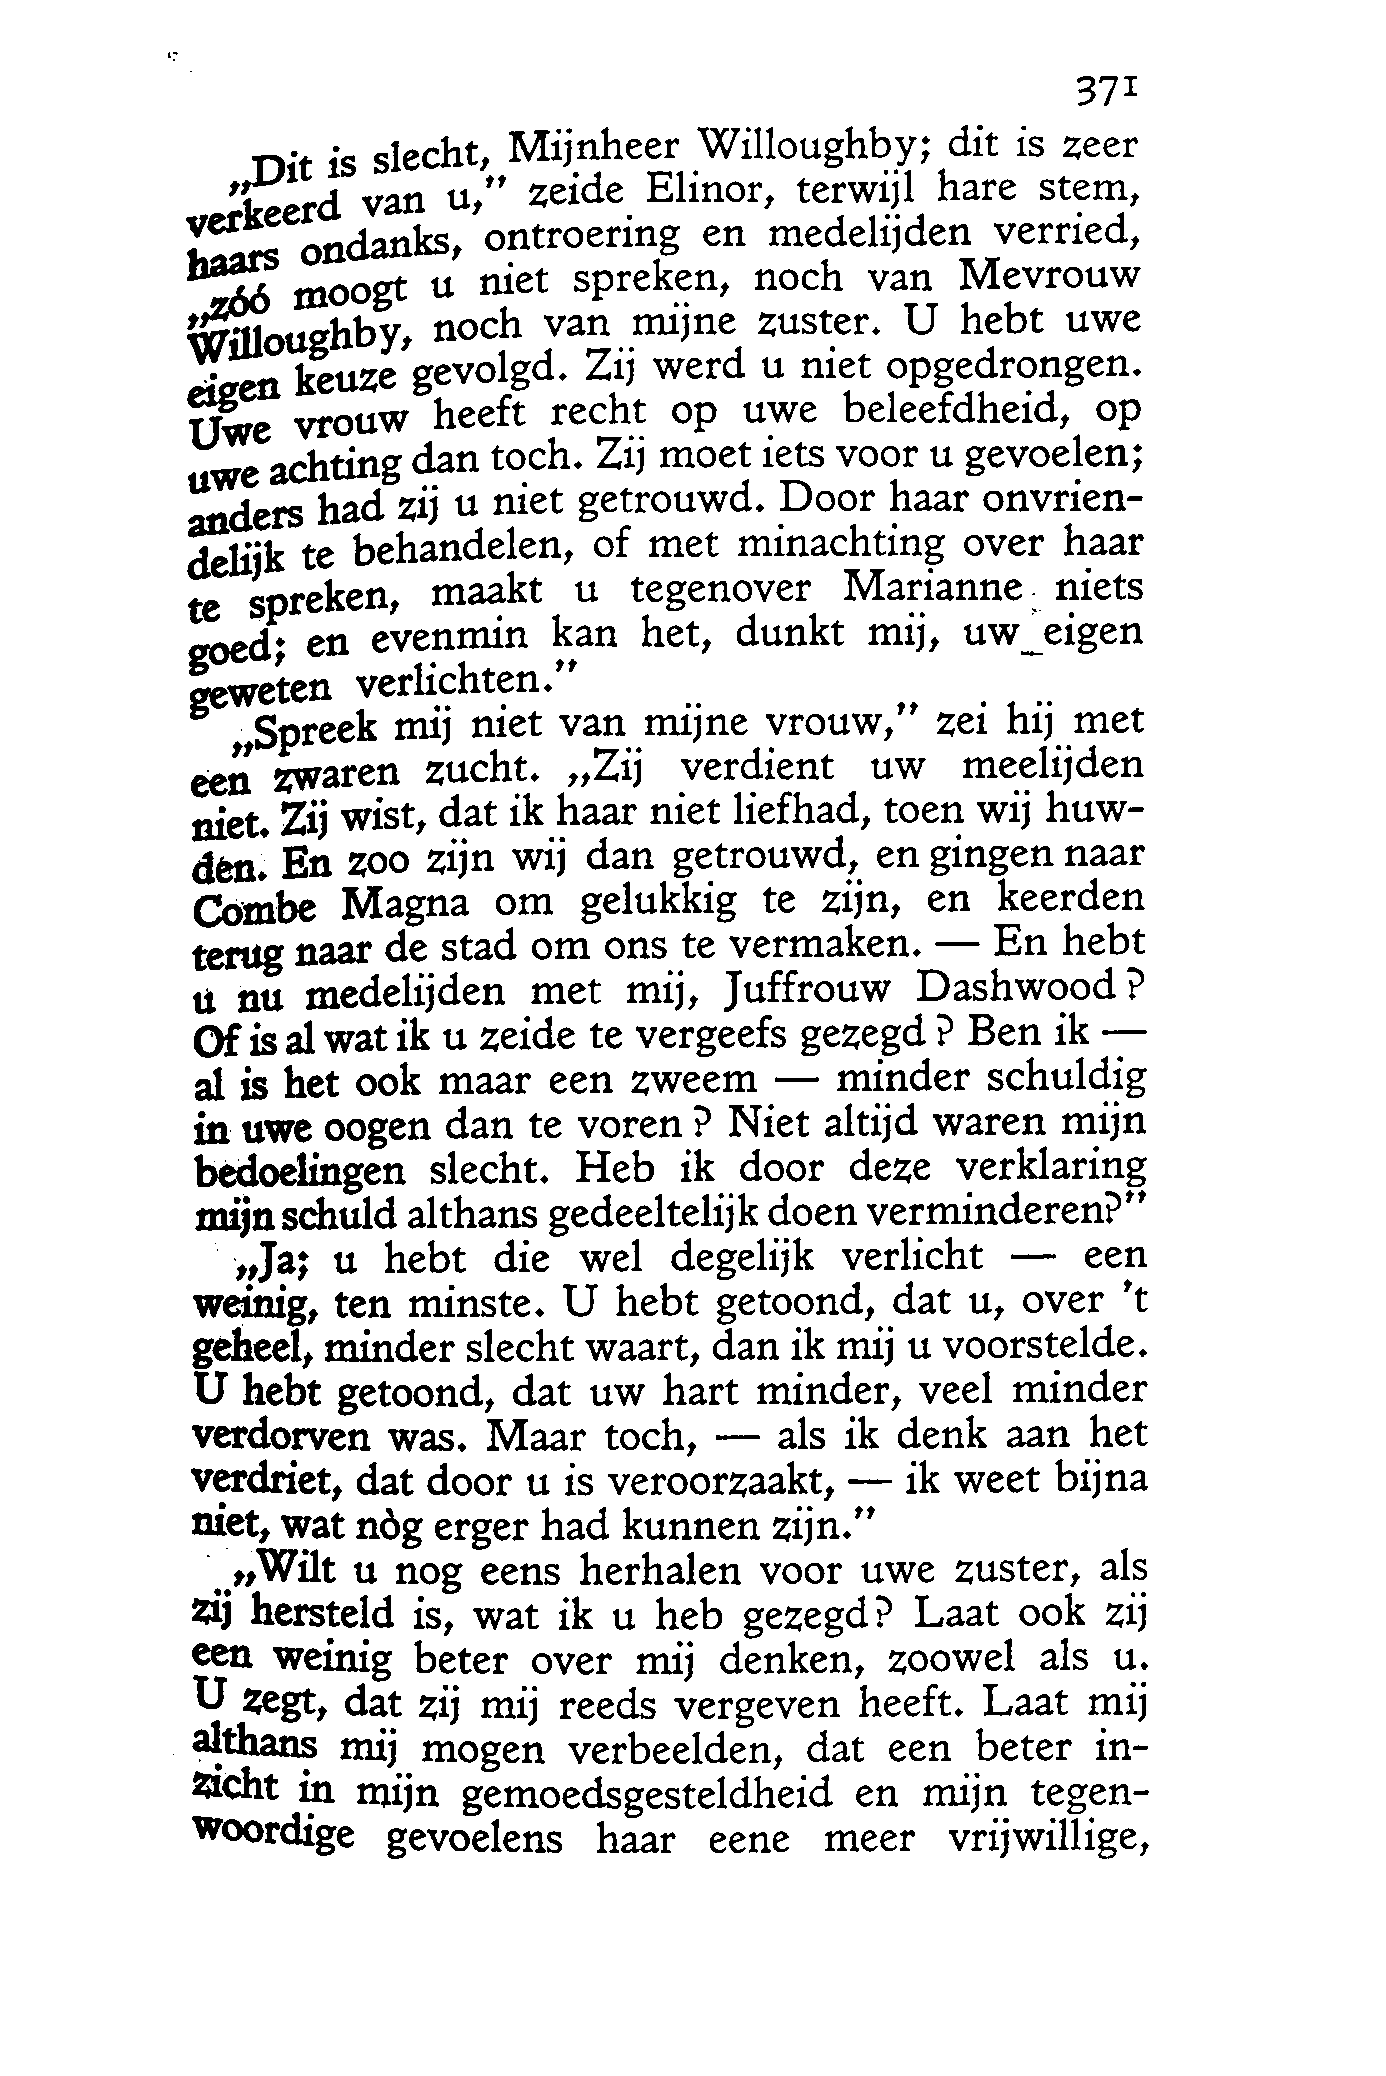 371
„Dit is slecht, Mijnheer Willoughby; dit is zeer
verkeerd van u,” zeide Elinor, terwijl hare stem,
haars ondanks, ontroering en medelijden verried,
„zóó moogt u niet spreken, noch van Mevrouw
Willoughby, noch van mijne zuster. U hebt uwe
eigen keuze gevolgd. Zij werd u niet opgedrongen.
Uwe vrouw heeft recht op uwe beleefdheid, op
uwe achting dan toch. Zij moet iets voor u gevoelen;
anders had zij u niet getrouwd. Door haar onvrien-
delijk te behandelen, of met minachting over haar
te spreken, maakt u tegenover Marianne niets
goed; en evenmin kan het, dunkt mij, uw eigen
geweten verlichten.”
„Spreek mij niet van mijne vrouw,” zei hij met
een zwaren zucht. „Zij verdient uw meelijden
niet. Zij wist, dat ik haar niet liefhad, toen wij huw-
den. En zoo zijn wij dan getrouwd, en gingen naar
Combe Magna om gelukkig te zijn, en keerden
terug naar de stad om ons te vermaken. — En hebt
u nu medelijden met mij, Juffrouw Dashwood?
Of is al wat ik u zeide te vergeefs gezegd? Ben ik —
al is het ook maar een zweem — minder schuldig
in uwe oogen dan te voren? Niet altijd waren mijn
bedoelingen slecht. Heb ik door deze verklaring
mijn schuld althans gedeeltelijk doen verminderen?”
„Ja; u hebt die wel degelijk verlicht — een
weinig, ten minste. U hebt getoond, dat u, over 't
geheel, minder slecht waart, dan ik mij u voorstelde.
U hebt getoond, dat uw hart minder, veel minder
verdorven was. Maar toch, — als ik denk aan het
verdriet, dat door u is veroorzaakt, — ik weet bijna
niet, wat nòg erger had kunnen zijn.”
„Wilt u nog eens herhalen voor uwe zuster, als
zij hersteld is, wat ik u heb gezegd? Laat ook zij
een weinig beter over mij denken, zoowel als u.
U zegt, dat zij mij reeds vergeven heeft. Laat mij
althans mij mogen verbeelden, dat een beter in-
zicht in mijn gemoedsgesteldheid en mijn tegen-
woordige gevoelens haar eene meer vrijwillige,